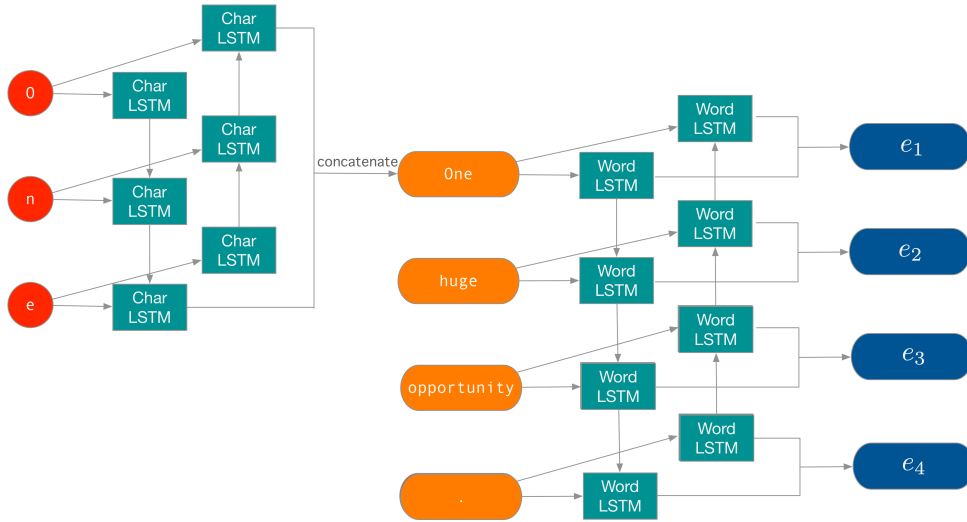 Char
LSTM
O
Char
LSTM
Char
LSTM
n
Char
LSTM
Char
LSTM
e
Char
LSTM
concatenate
One
Word
LSTM
Word
LSTM
e1
huge
Word
LSTM
Word
LSTM
e2
opportunity
Word
LSTM
Word
LSTM
e3
.
Word
LSTM
Word
LSTM
e4